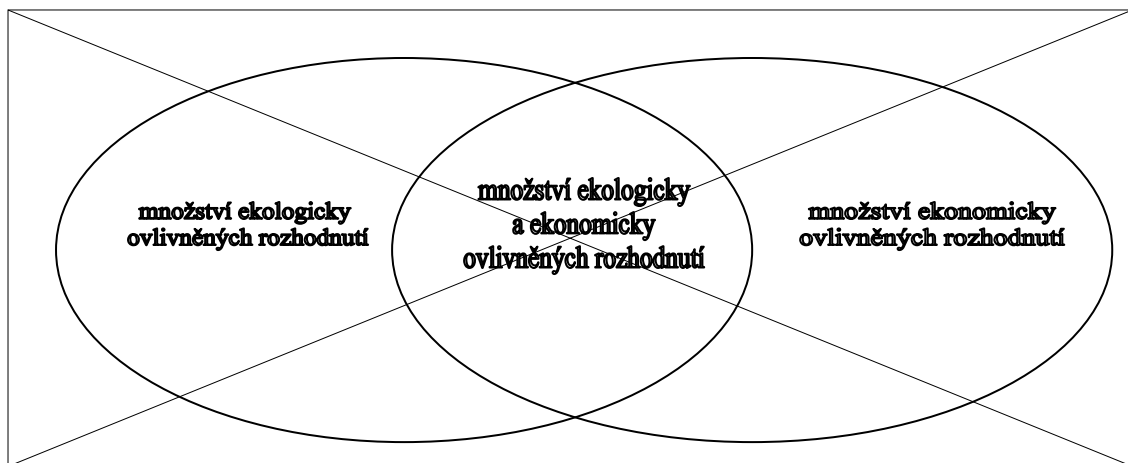 množství ekologicky
ovlivněných rozhodnutí
množství ekologicky
a ekonomicky
ovlivněných rozhodnutí
množství ekonomicky
ovlivněných rozhodnutí